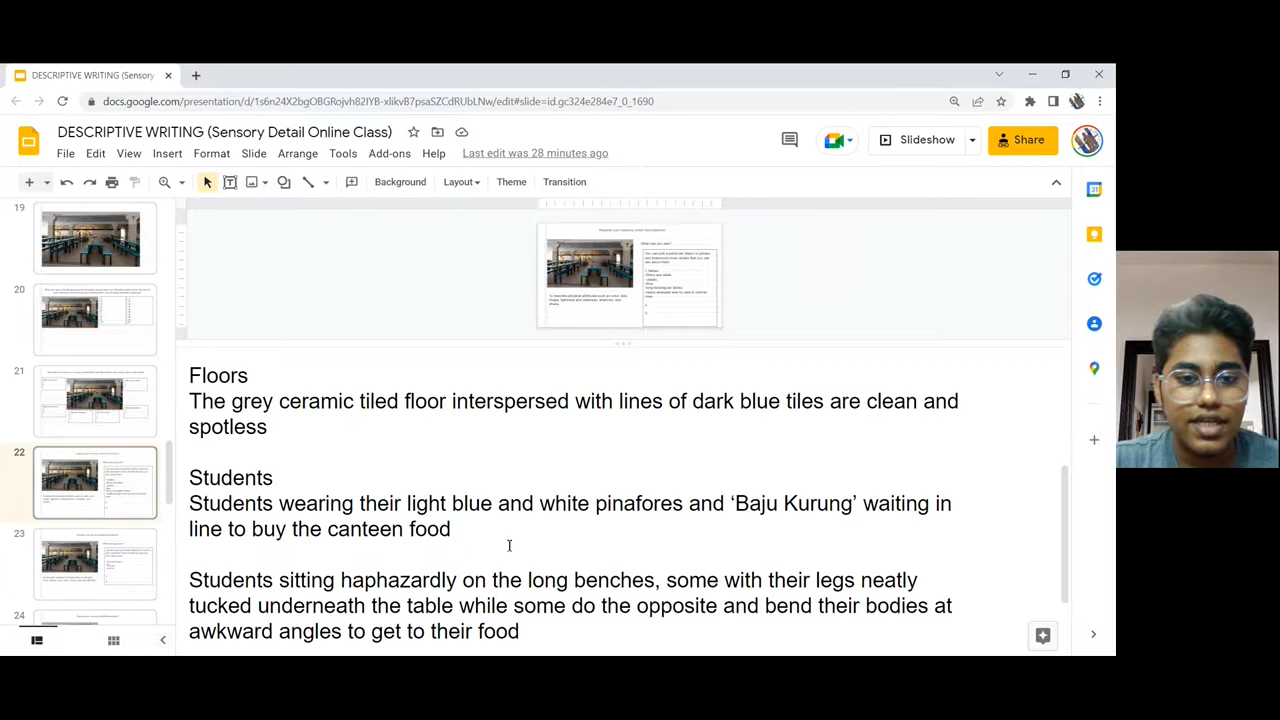 DESCRIPTIVE WRITING (Sensory
docs.google.com/presentation/d/1s6n24X2bgOBGRojvh82IYB-xlikvB7psaSZCdRUbLNw/edit#slide=id.gc324e284e7_0_1690
DESCRIPTIVE WRITING (Sensory Detail Online Class)
Slideshow
Share
File Edit View Insert Format Slide Arrange Tools Add-ons Help Last edit was 28 minutes ago
Background Layout Theme Transition
31
19
20
21
22
23
24
What can you see?
Floors
The grey ceramic tiled floor interspersed with lines of dark blue tiles are clean and
spotless
Students
Students wearing their light blue and white pinafores and ‘Baju Kurung’ waiting in
line to buy the canteen food
Students sitting haphazardly on the long benches, some with their legs neatly
tucked underneath the table while some do the opposite and bend their bodies at
awkward angles to get to their food